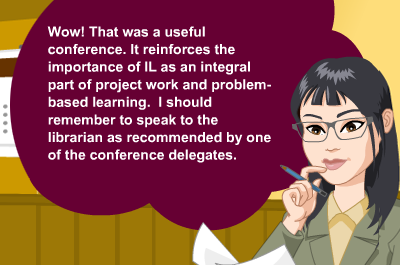 Wow! That was a useful
conference. It reinforces the
importance of IL as an integral
part of project work and problem-
based learning.  I should
remember to speak to the
librarian as recommended by one
of the conference delegates.